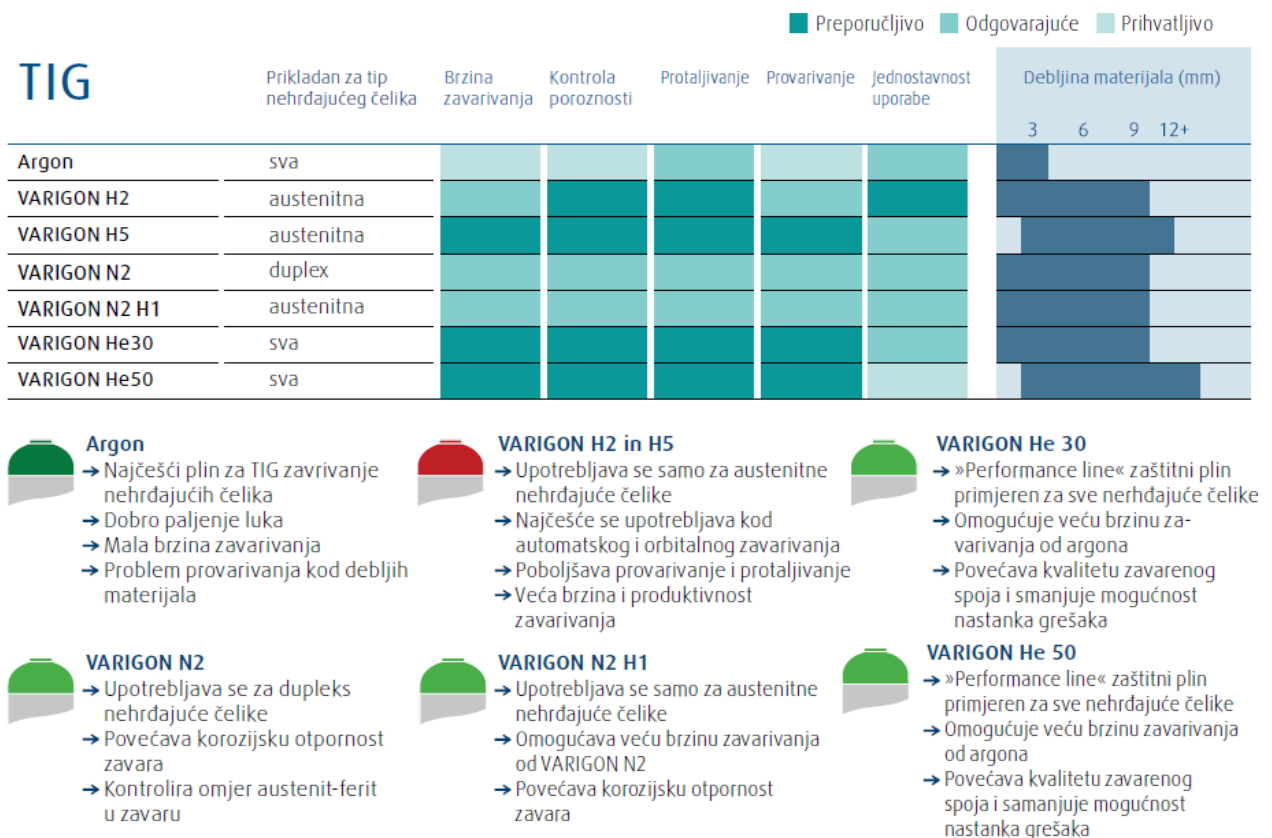 Preporučljivo Odgovarajuće Prihvatljivo
TIG
Prikladan za tip
nehrđajućeg čelika
Brzina
zavarivanja
Kontrola
poroznosti
Protaljivanje
Provarivanje
Jednostavnost
uporabe
Debljina materijala (mm)
3 6 9 12+
Argon sva
VARIGON H2 austenitna
VARIGON H5 austenitna
VARIGON N2 duplex
VARIGON N2 H1 austenitna
VARIGON He30 sva
VARIGON He50 sva
Argon
→ Najčešći plin za TIG zavrivanje
nehrđajućih čelika
→ Dobro paljenje luka
→ Mala brzina zavarivanja
→ Problem provarivanja kod debljih
materijala
VARIGON H2 in H5
→ Upotrebljava se samo za austenitne
nehrđajuće čelike
→ Najčešće se upotrebljava kod
automatskog i orbitalnog zavarivanja
→ Poboljšava provarivanje i protaljivanje
→ Veća brzina i produktivnost
zavarivanja
VARIGON He 30
→ »Performance line« zaštitni plin
primjeren za sve nerhđajuće čelike
→ Omogućuje veću brzinu za-
varivanja od argona
→ Povećava kvalitetu zavarenog
spoja i smanjuje mogućnost
nastanka grešaka
VARIGON N2
→ Upotrebljava se za dupleks
nehrđajuće čelike
→ Povećava korozijsku otpornost
zavara
→ Kontrolira omjer austenit-ferit
u zavaru
VARIGON N2 H1
→ Upotrebljava se samo za austenitne
nehrđajuće čelike
→ Omogućava veću brzinu zavarivanja
od VARIGON N2
→ Povećava korozijsku otpornost
zavara
VARIGON He 50
→ »Performance line« zaštitni plin
primjeren za sve nehrđajuće čelike
→ Omogućuje veću brzinu zavarivanja
od argona
→ Povećava kvalitetu zavarenog
spoja i samanjuje mogućnost
nastanka grešaka